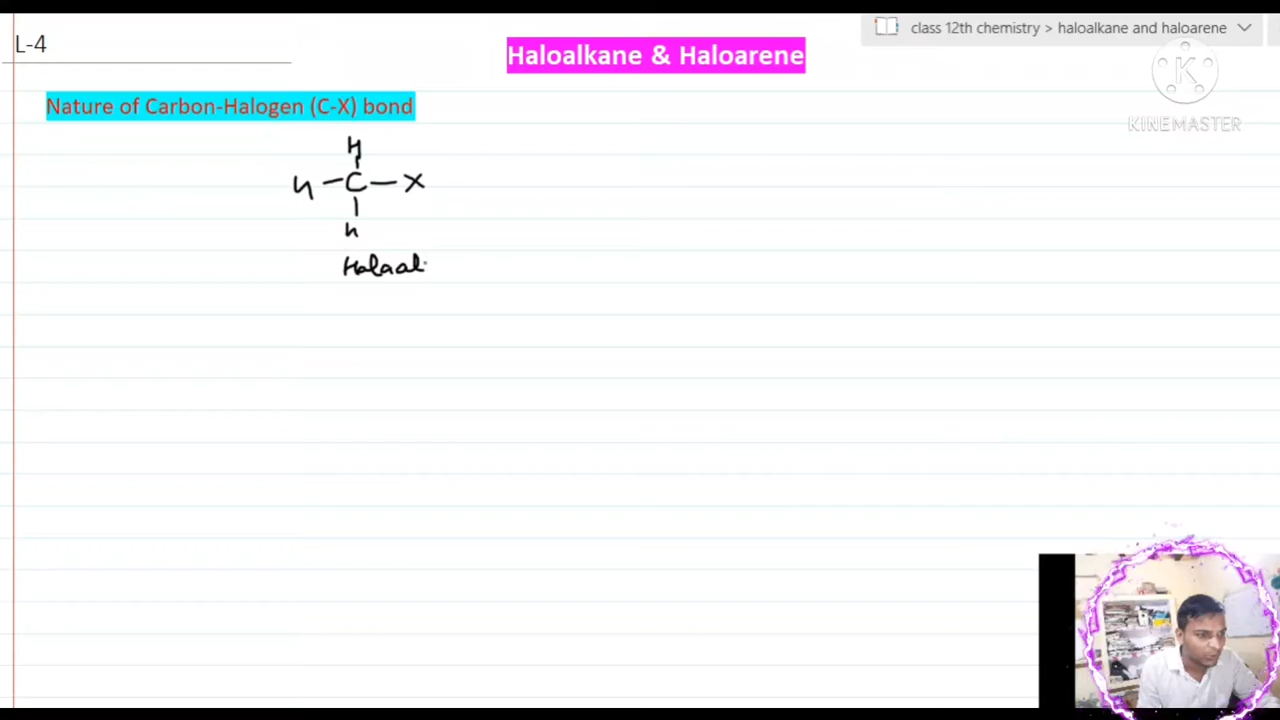 class 12th chemistry > haloalkane and haloarene
L-4
Haloalkane & Haloarene
KINEMASTER
Nature of Carbon-Halogen (C-X) bond
H
H - C - X
H
Haloal